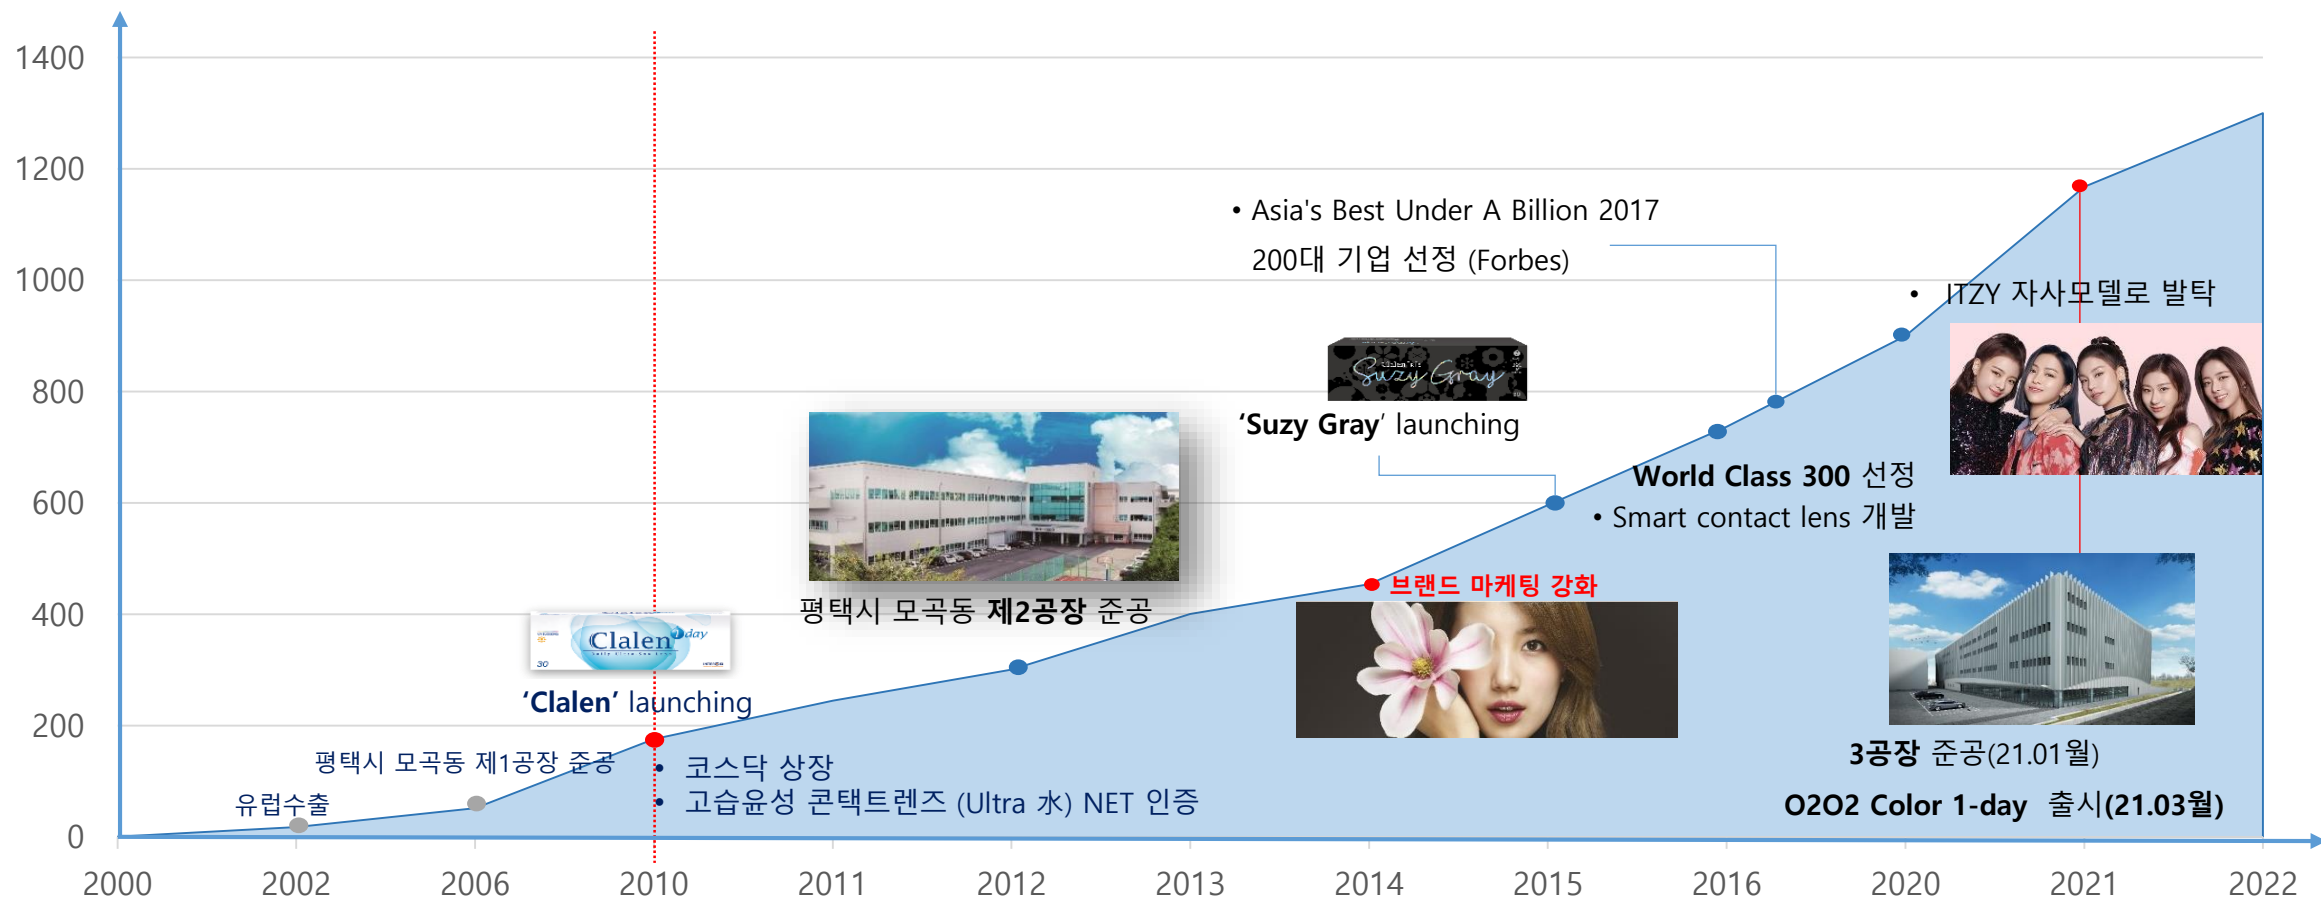 1400
1200
1000
800
600
400
200
0
2000
2002
2006
2010
2011
2012
2013
2014
2015
2016
2020
2021
2022
유럽수출
평택시 모곡동 제1공장 준공
Clalen 1 day
30
‘Clalen’ launching
• 코스닥 상장
• 고습윤성 콘택트렌즈 (Ultra 水) NET 인증
평택시 모곡동 제2공장 준공
브랜드 마케팅 강화
Suzy Gray
‘Suzy Gray’ launching
World Class 300 선정
• Smart contact lens 개발
• Asia's Best Under A Billion 2017
200대 기업 선정 (Forbes)
• ITZY 자사모델로 발탁
3공장 준공(21.01월)
O2O2 Color 1-day 출시(21.03월)